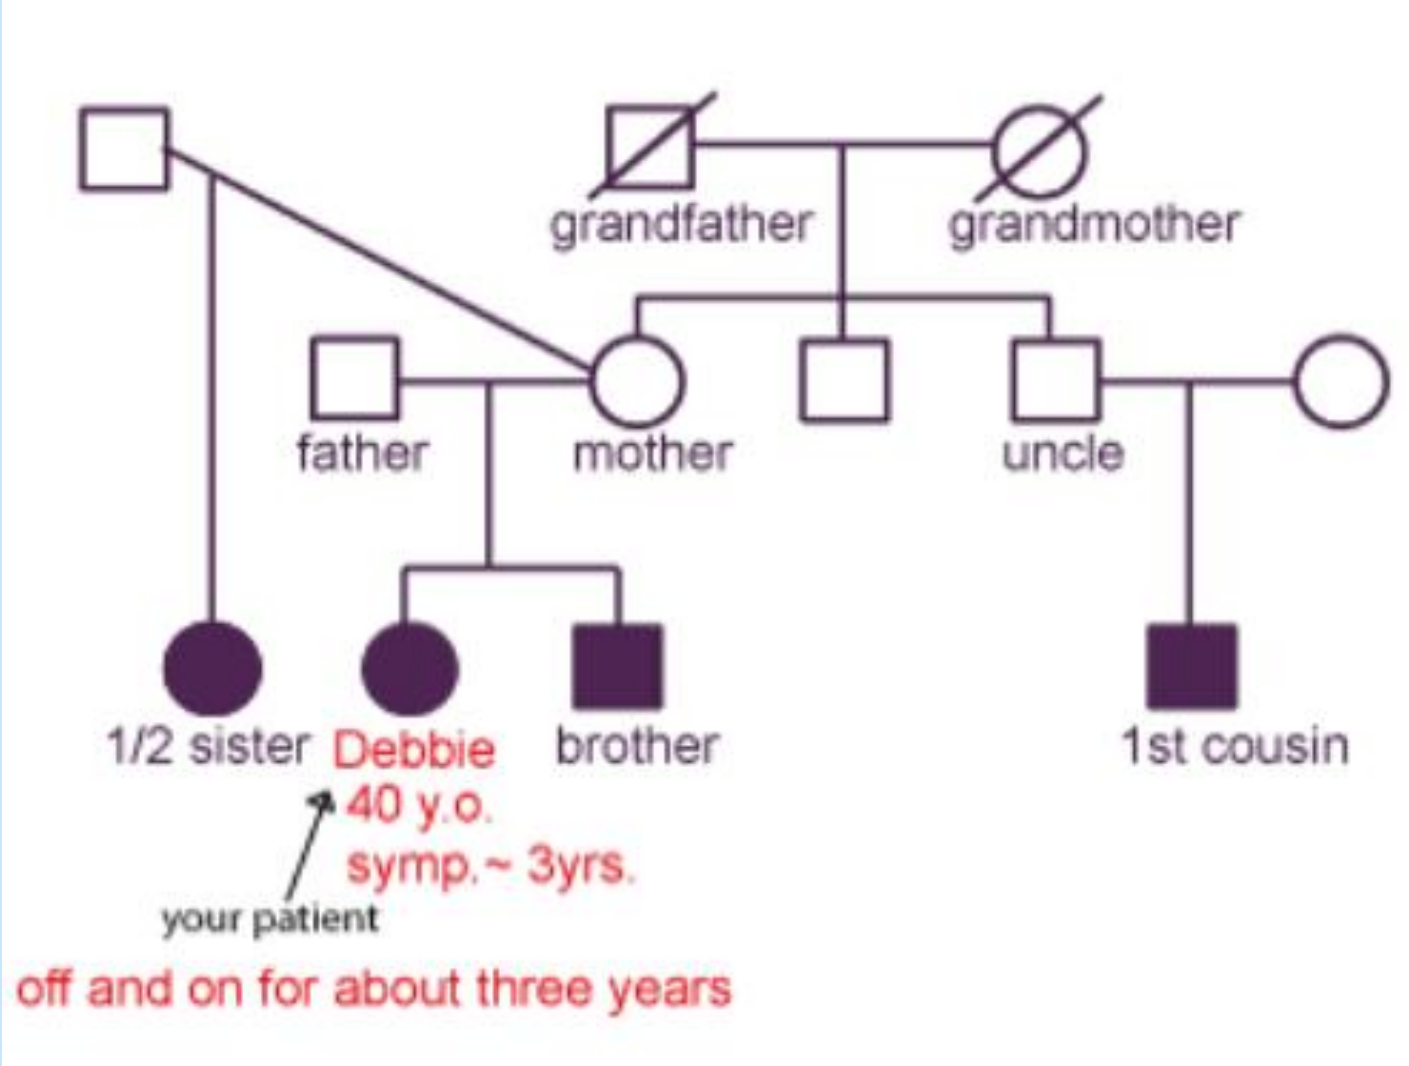 grandfather
grandmother
father
mother
uncle
1/2 sister
Debbie
40 y.o.
symp.~ 3yrs.
brother
1st cousin
your patient
off and on for about three years